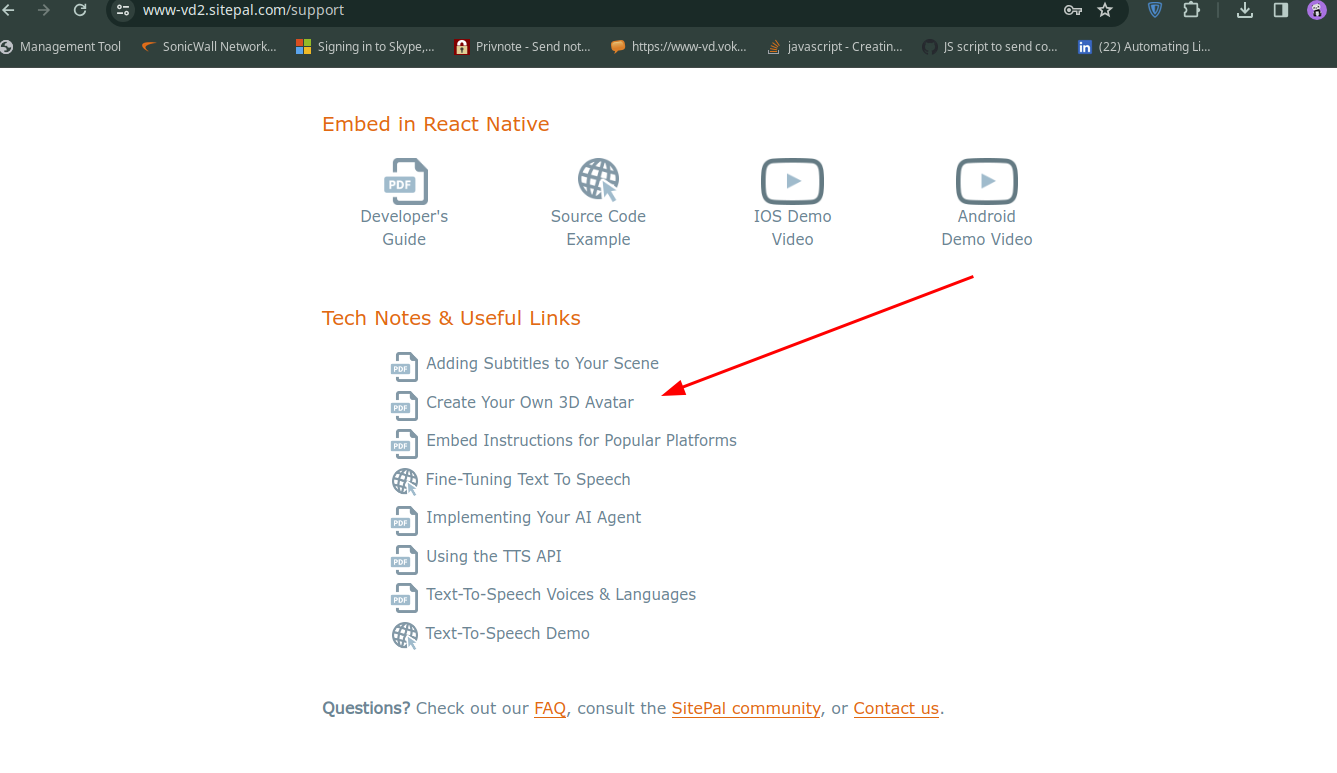 www-vd2.sitepal.com/support
Management Tool SonicWall Network... Signing in to Skype,... Privnote - Send not... https://www-vd.vok... javascript - Creatin... JS script to send co... (22) Automating Li...
Embed in React Native
PDF
Developer's Guide
Source Code Example
IOS Demo Video
Android Demo Video
Tech Notes & Useful Links
PDF Adding Subtitles to Your Scene
PDF Create Your Own 3D Avatar
PDF Embed Instructions for Popular Platforms
Fine-Tuning Text To Speech
PDF Implementing Your AI Agent
PDF Using the TTS API
PDF Text-To-Speech Voices & Languages
Text-To-Speech Demo
Questions? Check out our FAQ, consult the SitePal community, or Contact us.